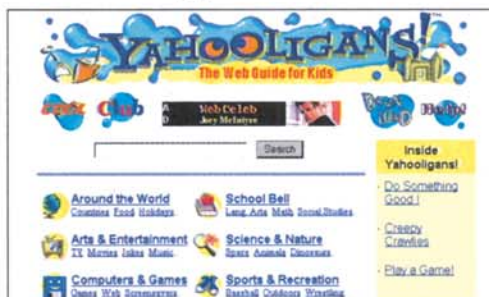 YAHOOLIGANS!
The Web Guide for Kids
Club
A WebCeleb
D Joey McIntyre
Help!
Search
Inside
Yahooligans!
Around the World
Countries Food Holidays
School Bell
Lang. Arts Math Social Studies
- Do Something
Good !
Arts & Entertainment
TV Movies Jokes Music
Science & Nature
Space Animals Dinosaurs
- Creepy
Crawlies
Computers & Games
Games Web Screensavers
Sports & Recreation
Baseball Outdoors Wrestling
- Play a Game!